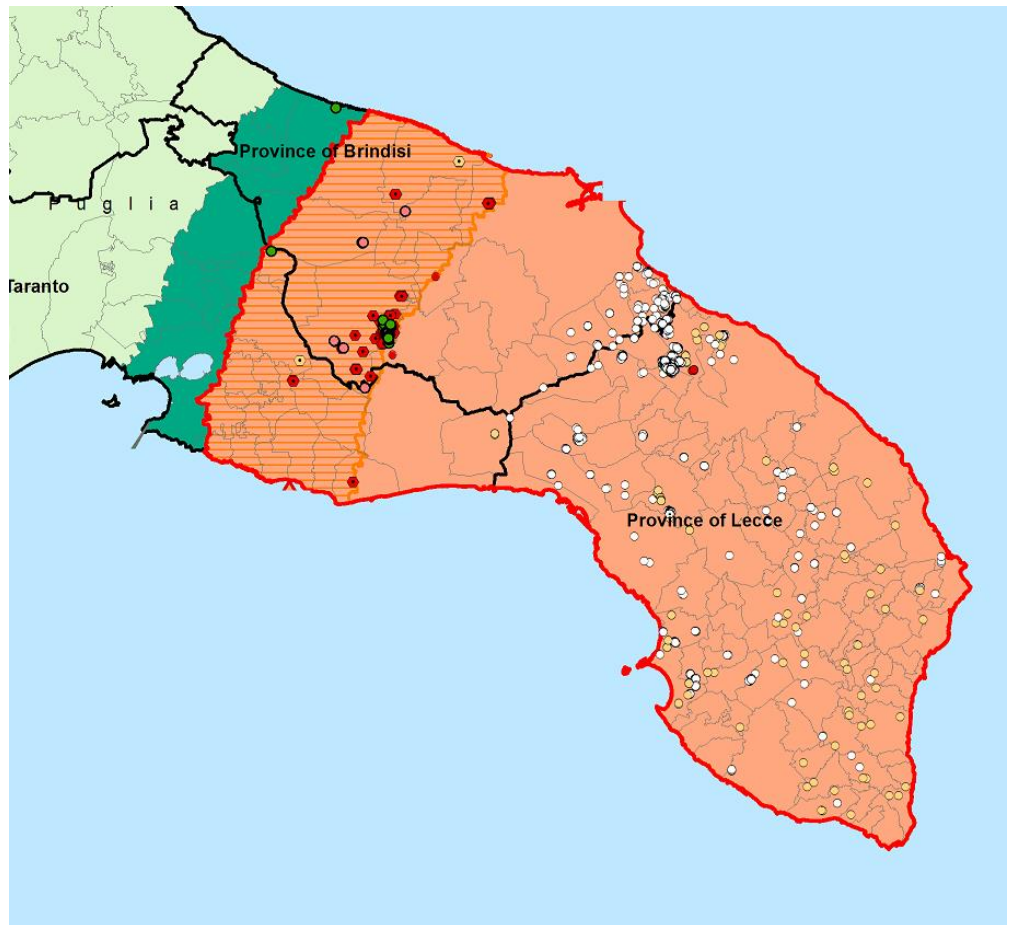 Province of Brindisi
P u g l i a
Taranto
Province of Lecce